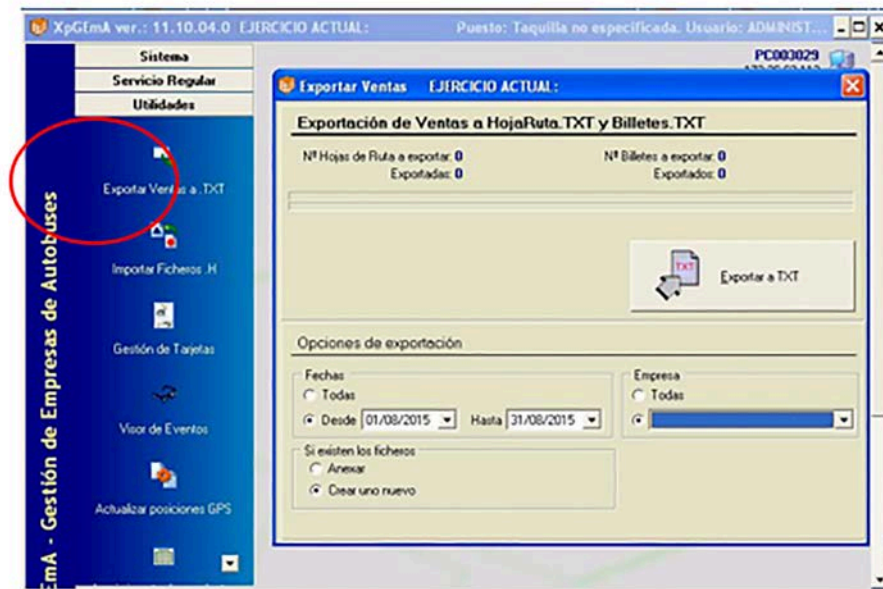 XpGEmA ver.: 11.10.04.0 EJERCICIO ACTUAL: Puesto: Taquilla no especificada. Usuario: ADMINIST...
Sistema
Servicio Regular
Utilidades
Exportar Ventas a .TXT
Importar Ficheros .H
Gestión de Tarjetas
Visor de Eventos
Actualizar posiciones GPS
EmA - Gestión de Empresas de Autobuses
PC003029
Exportar Ventas EJERCICIO ACTUAL:
Exportación de Ventas a HojaRuta.TXT y Billetes.TXT
Nº Hojas de Ruta a exportar: 0 Nº Billetes a exportar: 0
Exportadas: 0 Exportados: 0
TXT
Exportar a TXT
Opciones de exportación
Fechas
Todas
Desde 01/08/2015 Hasta 31/08/2015
Empresa
Todas
Si existen los ficheros
Anexar
Crear uno nuevo